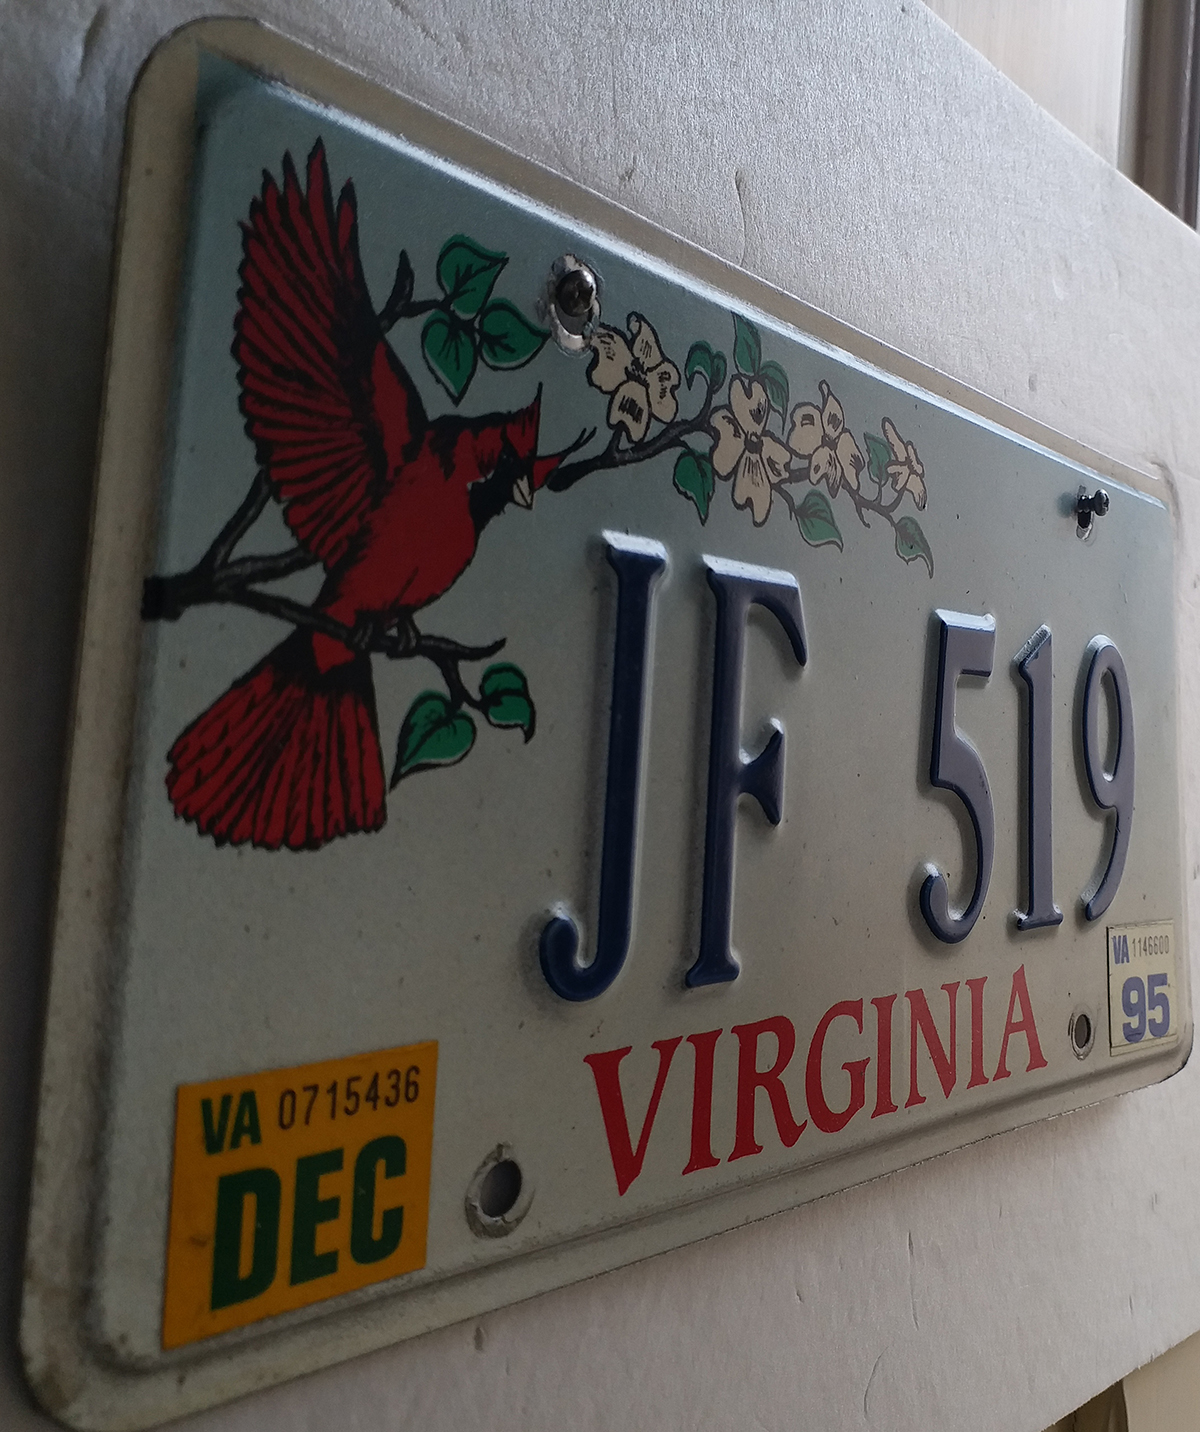 JF 519
VIRGINIA
VA 0715436
DEC
VA 1146600
95